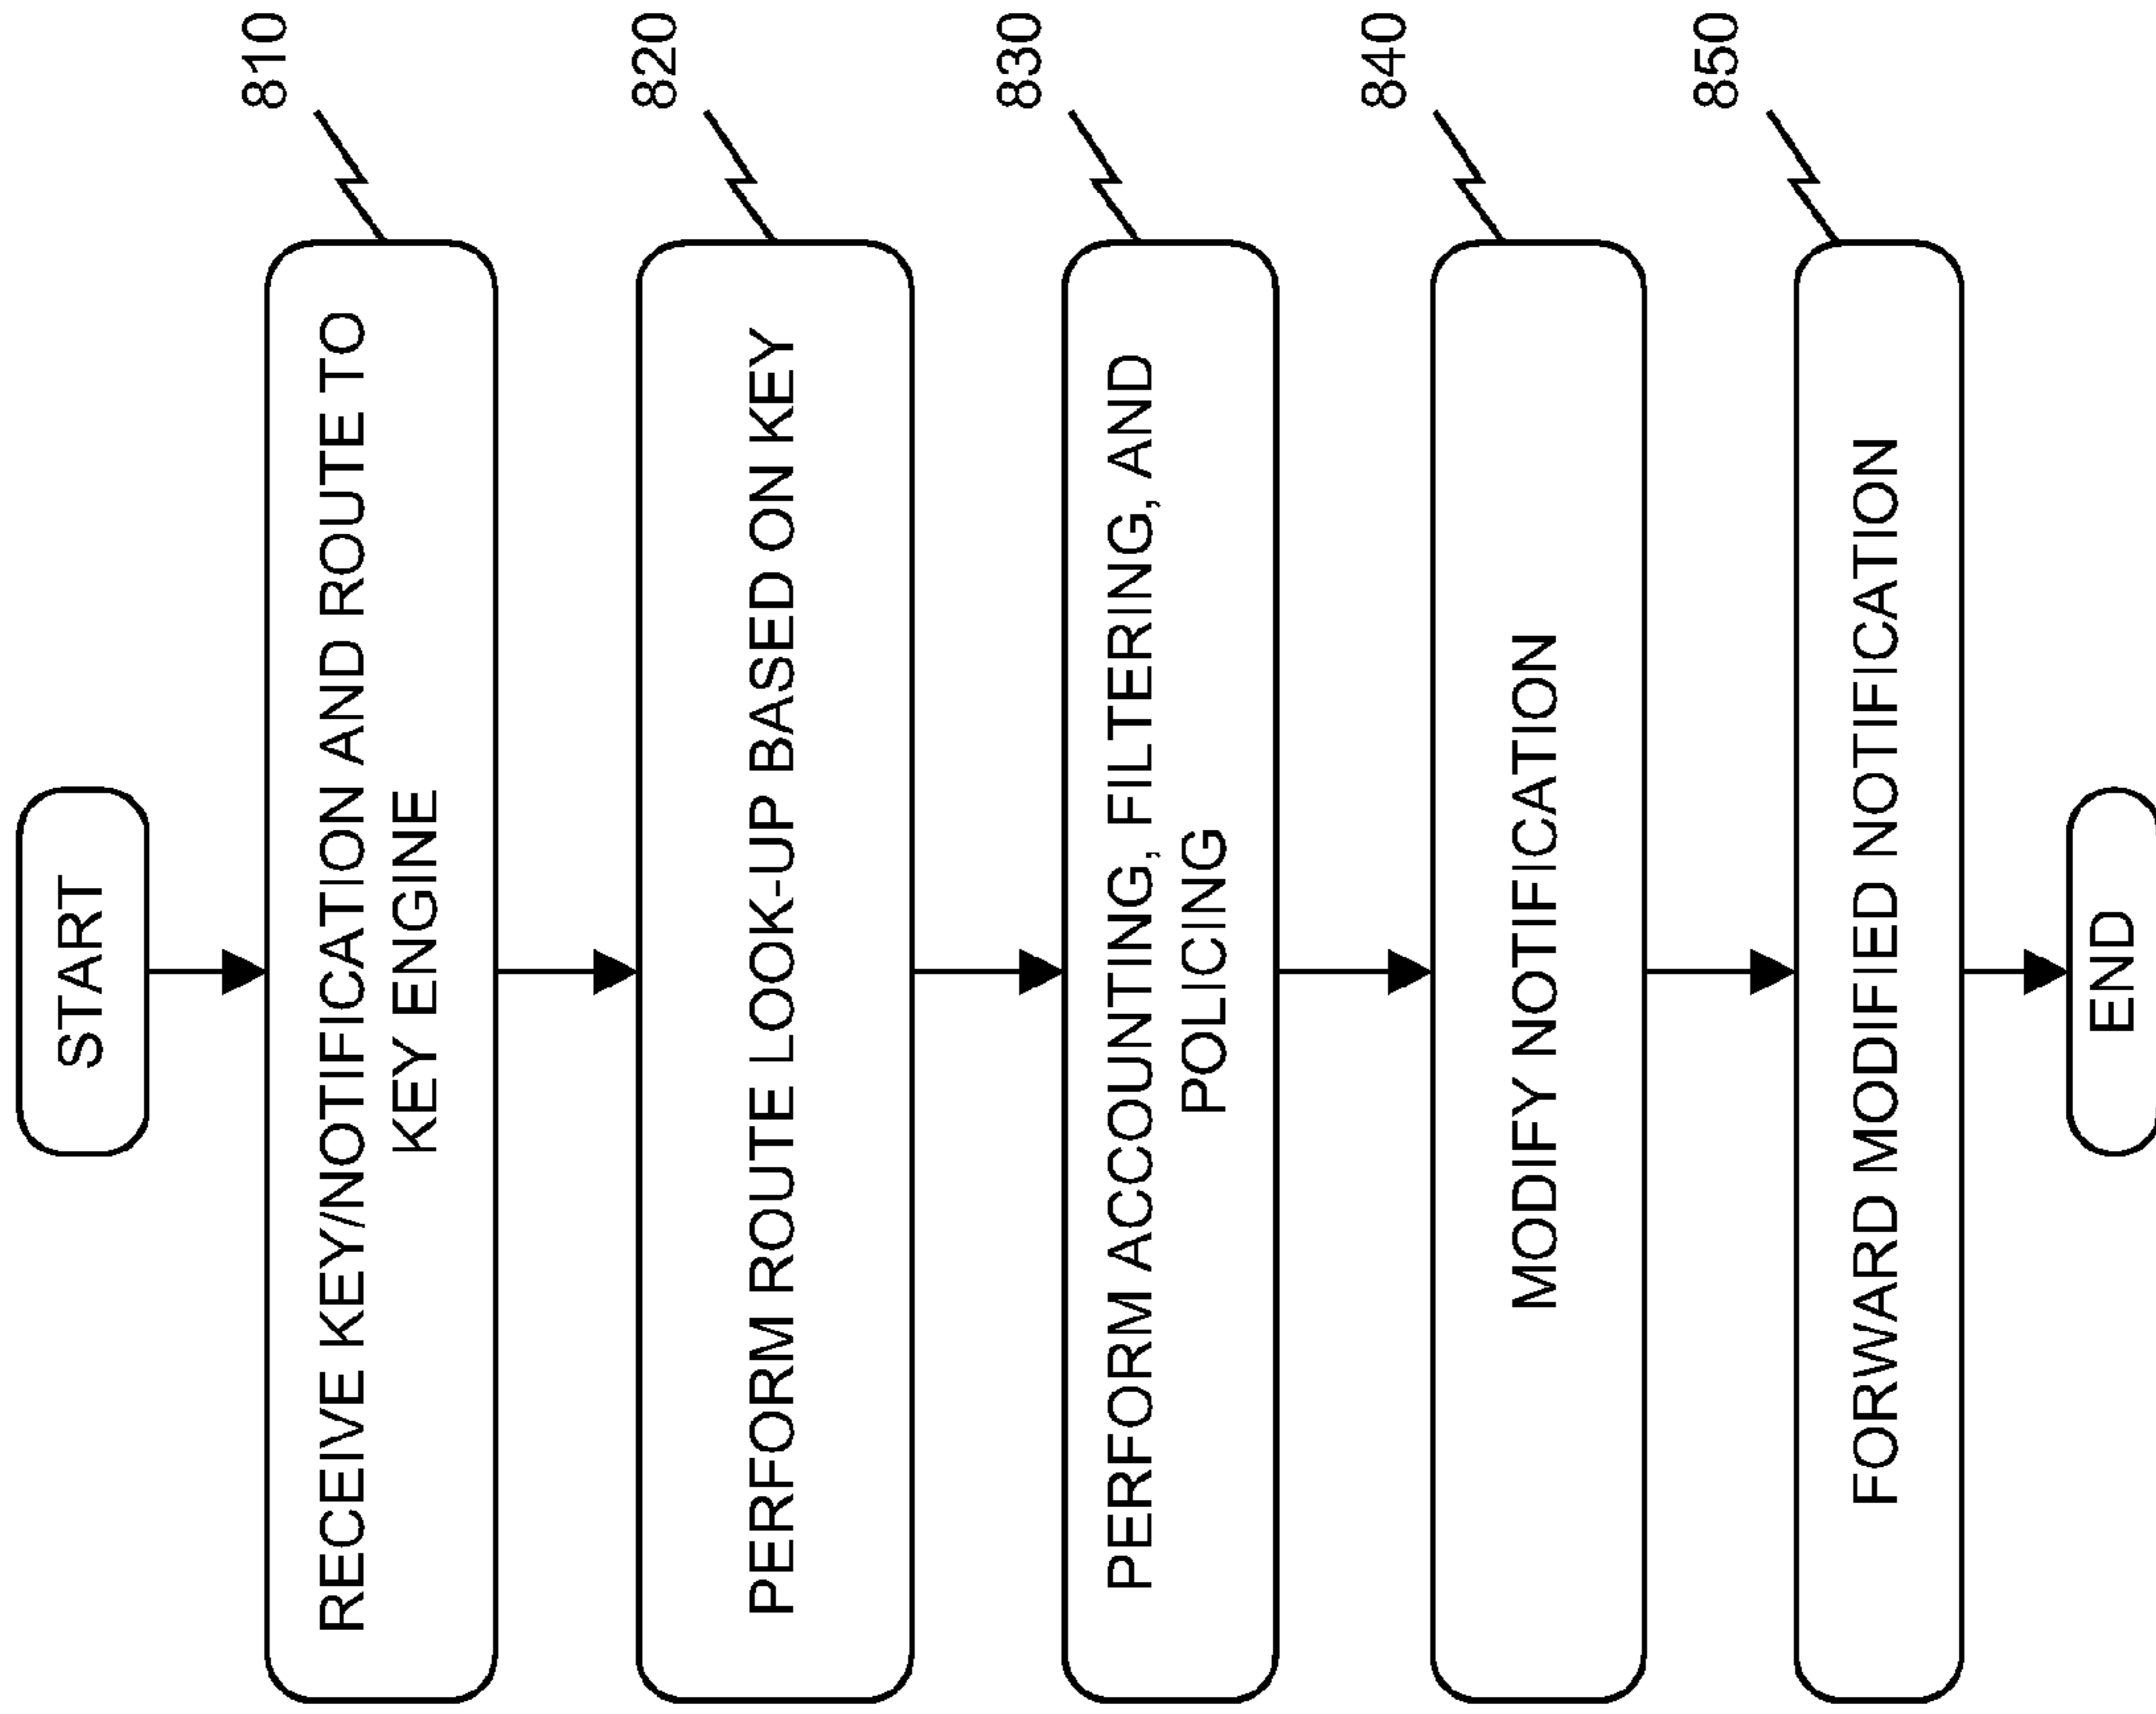 START
810
RECEIVE KEY/NOTIFICATION AND ROUTE TO
KEY ENGINE
820
PERFORM ROUTE LOOK-UP BASED ON KEY
830
PERFORM ACCOUNTING, FILTERING, AND
POLICING
840
MODIFY NOTIFICATION
850
FORWARD MODIFIED NOTIFICATION
END